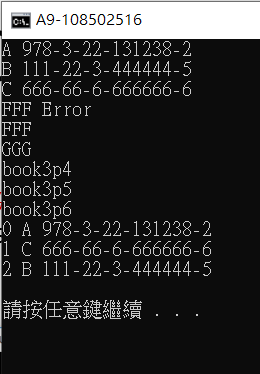 A9-108502516
A 978-3-22-131238-2
B 111-22-3-444444-5
C 666-66-6-666666-6
FFF Error
FFF
GGG
book3p4
book3p5
book3p6
0 A 978-3-22-131238-2
1 C 666-66-6-666666-6
2 B 111-22-3-444444-5
請按任意鍵繼續 . . .